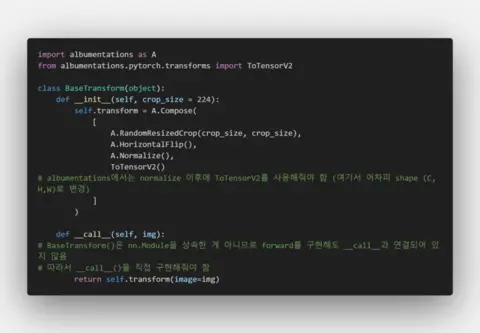 import albumentations as A
from albumentations.pytorch.transforms import ToTensorV2
class BaseTransform(object):
def __init__(self, crop_size = 224):
self.transform = A.Compose(
[
A.RandomResizedCrop(crop_size, crop_size),
A.HorizontalFlip(),
A.Normalize(),
ToTensorV2()
# albumentations에서는 normalize 이후에 ToTensorV2를 사용해줘야 함 (여기서 어차피 shape (C,
H,W)로 변경)
]
)
def __call__(self, img):
# BaseTransform()은 nn.Module을 상속한 게 아니므로 forward를 구현해도 __call__과 연결되어 있
지 않음
# 따라서 __call__()을 직접 구현해줘야 함
return self.transform(image=img)